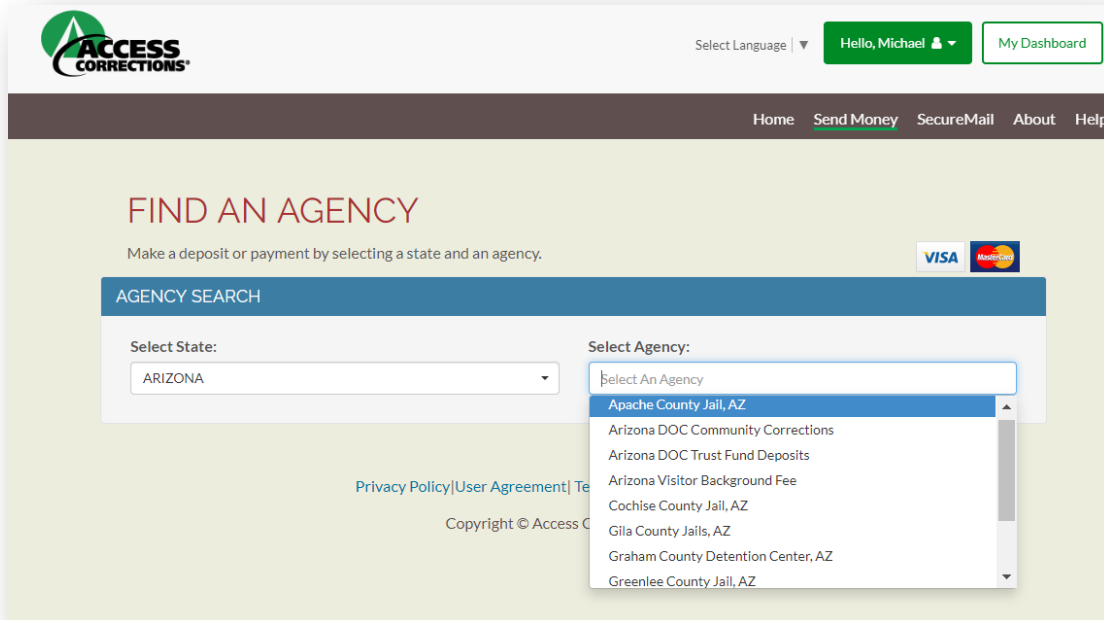 ACCESS
CORRECTIONS®
Select Language ▼
Hello, Michael
My Dashboard
Home Send Money SecureMail About Help
FIND AN AGENCY
Make a deposit or payment by selecting a state and an agency.
VISA MasterCard
AGENCY SEARCH
Select State:
Select Agency:
ARIZONA
Select An Agency
Apache County Jail, AZ
Arizona DOC Community Corrections
Arizona DOC Trust Fund Deposits
Arizona Visitor Background Fee
Cochise County Jail, AZ
Gila County Jails, AZ
Graham County Detention Center, AZ
Greenlee County Jail, AZ
Privacy Policy|User Agreement| Te
Copyright © Access C